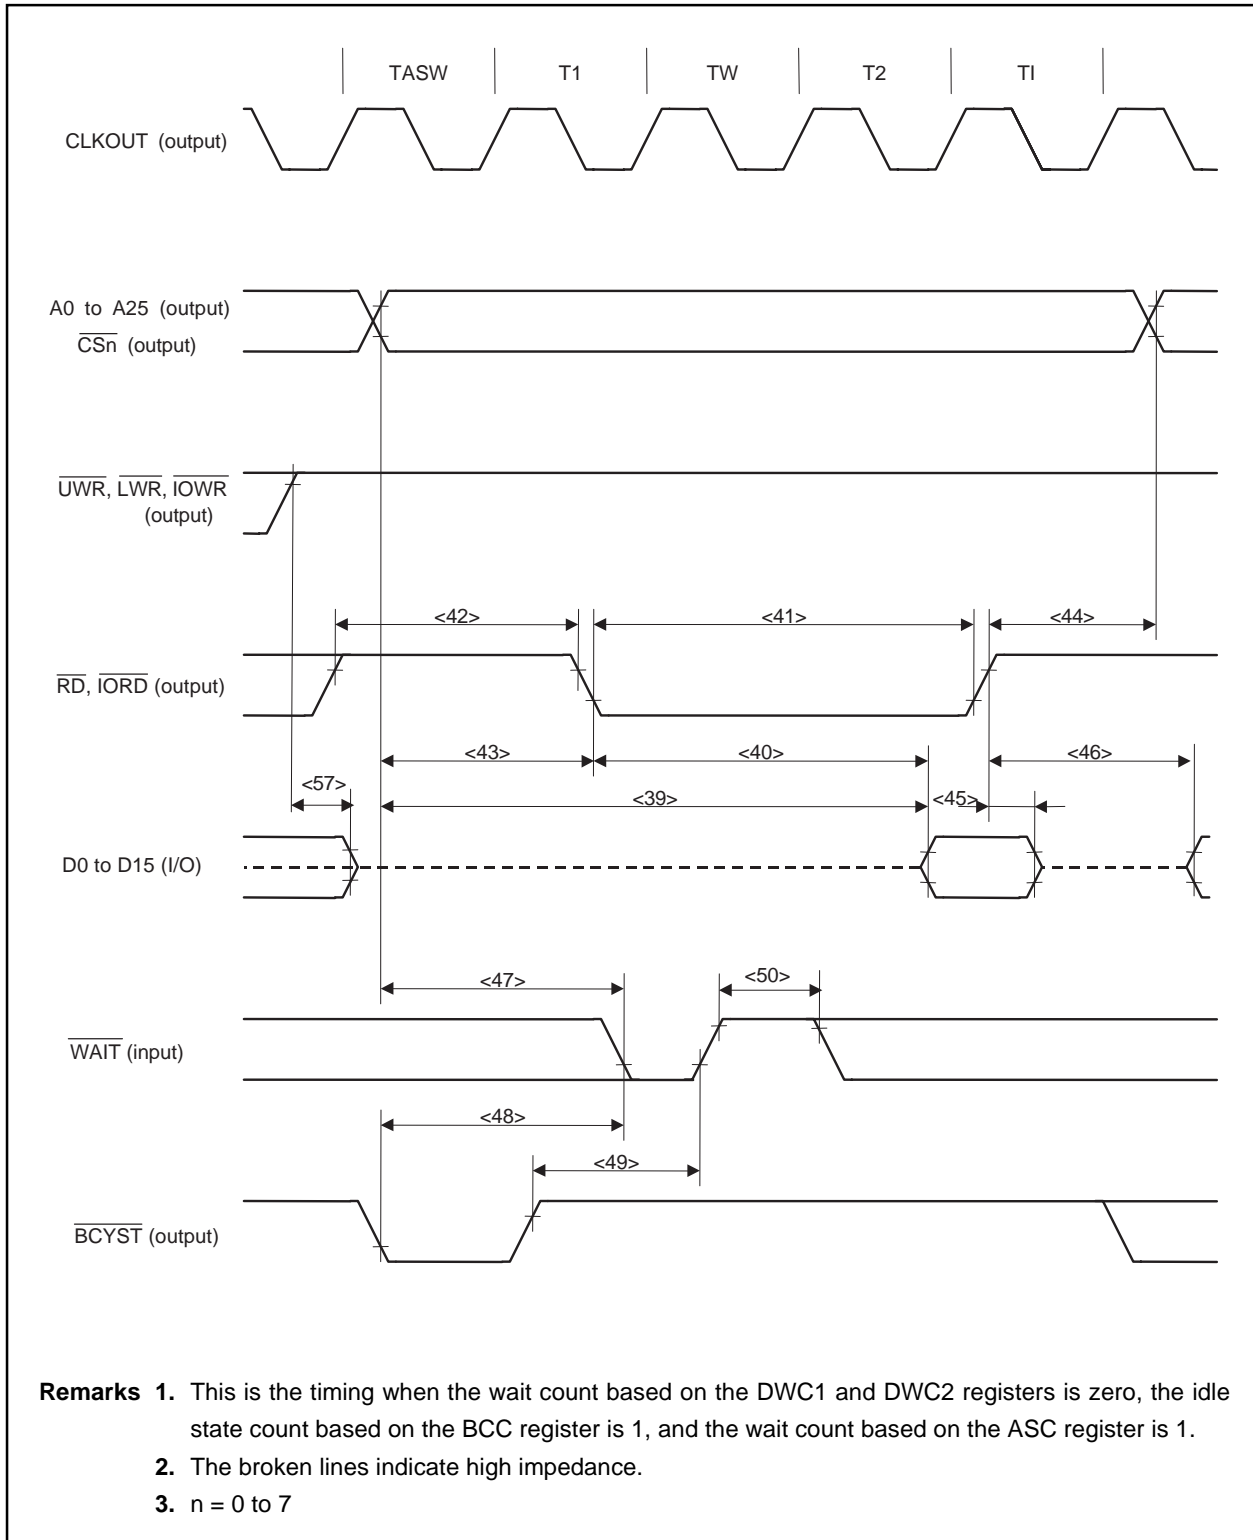 TASW T1 TW T2 TI
CLKOUT (output)
A0 to A25 (output)
CSn (output)
UWR, LWR, IOWR
(output)
<42> <41> <44>
RD, IORD (output)
<43> <40> <46>
<57> <39> <45>
D0 to D15 (I/O)
<47> <50>
WAIT (input)
<48>
<49>
BCYST (output)
Remarks 1. This is the timing when the wait count based on the DWC1 and DWC2 registers is zero, the idle
state count based on the BCC register is 1, and the wait count based on the ASC register is 1.
2. The broken lines indicate high impedance.
3. n = 0 to 7